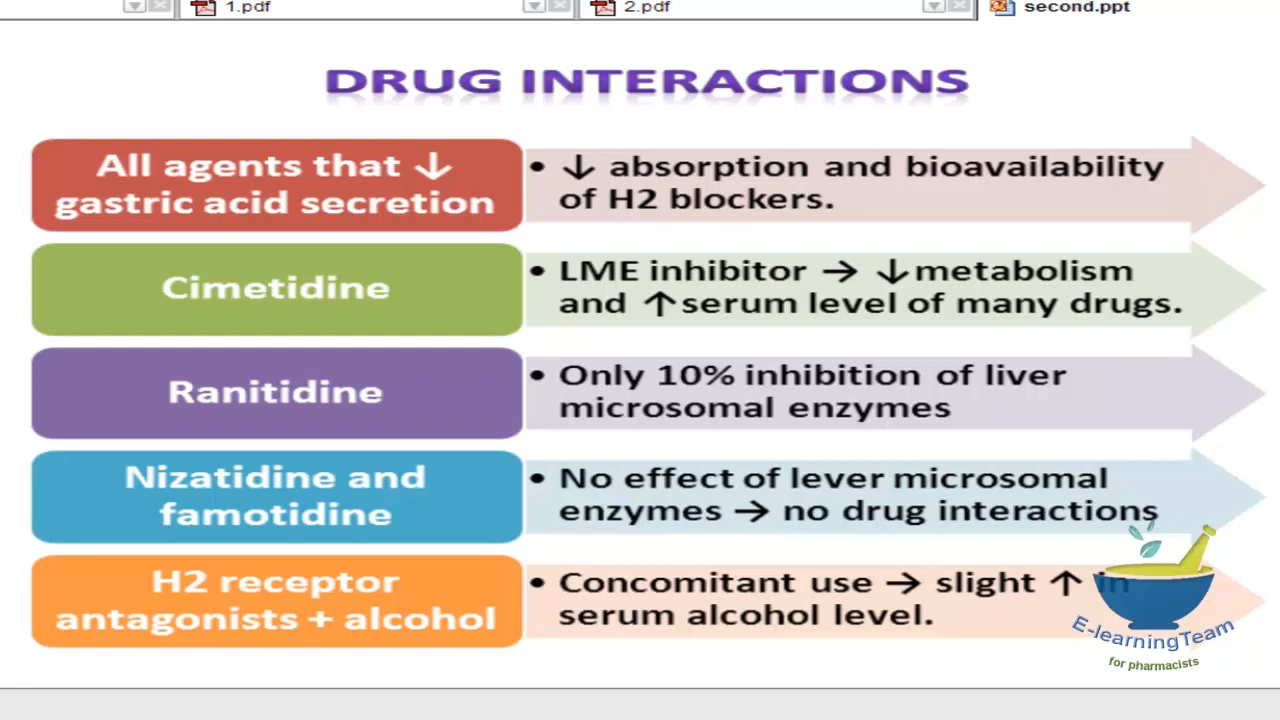 1.pdf
2.pdf
second.ppt
DRUG INTERACTIONS
All agents that ↓
gastric acid secretion
• ↓ absorption and bioavailability
of H2 blockers.
Cimetidine
• LME inhibitor → ↓metabolism
and ↑serum level of many drugs.
Ranitidine
• Only 10% inhibition of liver
microsomal enzymes
Nizatidine and
famotidine
• No effect of lever microsomal
enzymes → no drug interactions
H2 receptor
antagonists + alcohol
• Concomitant use → slight ↑ in
serum alcohol level.
E-learningTeam
for pharmacists